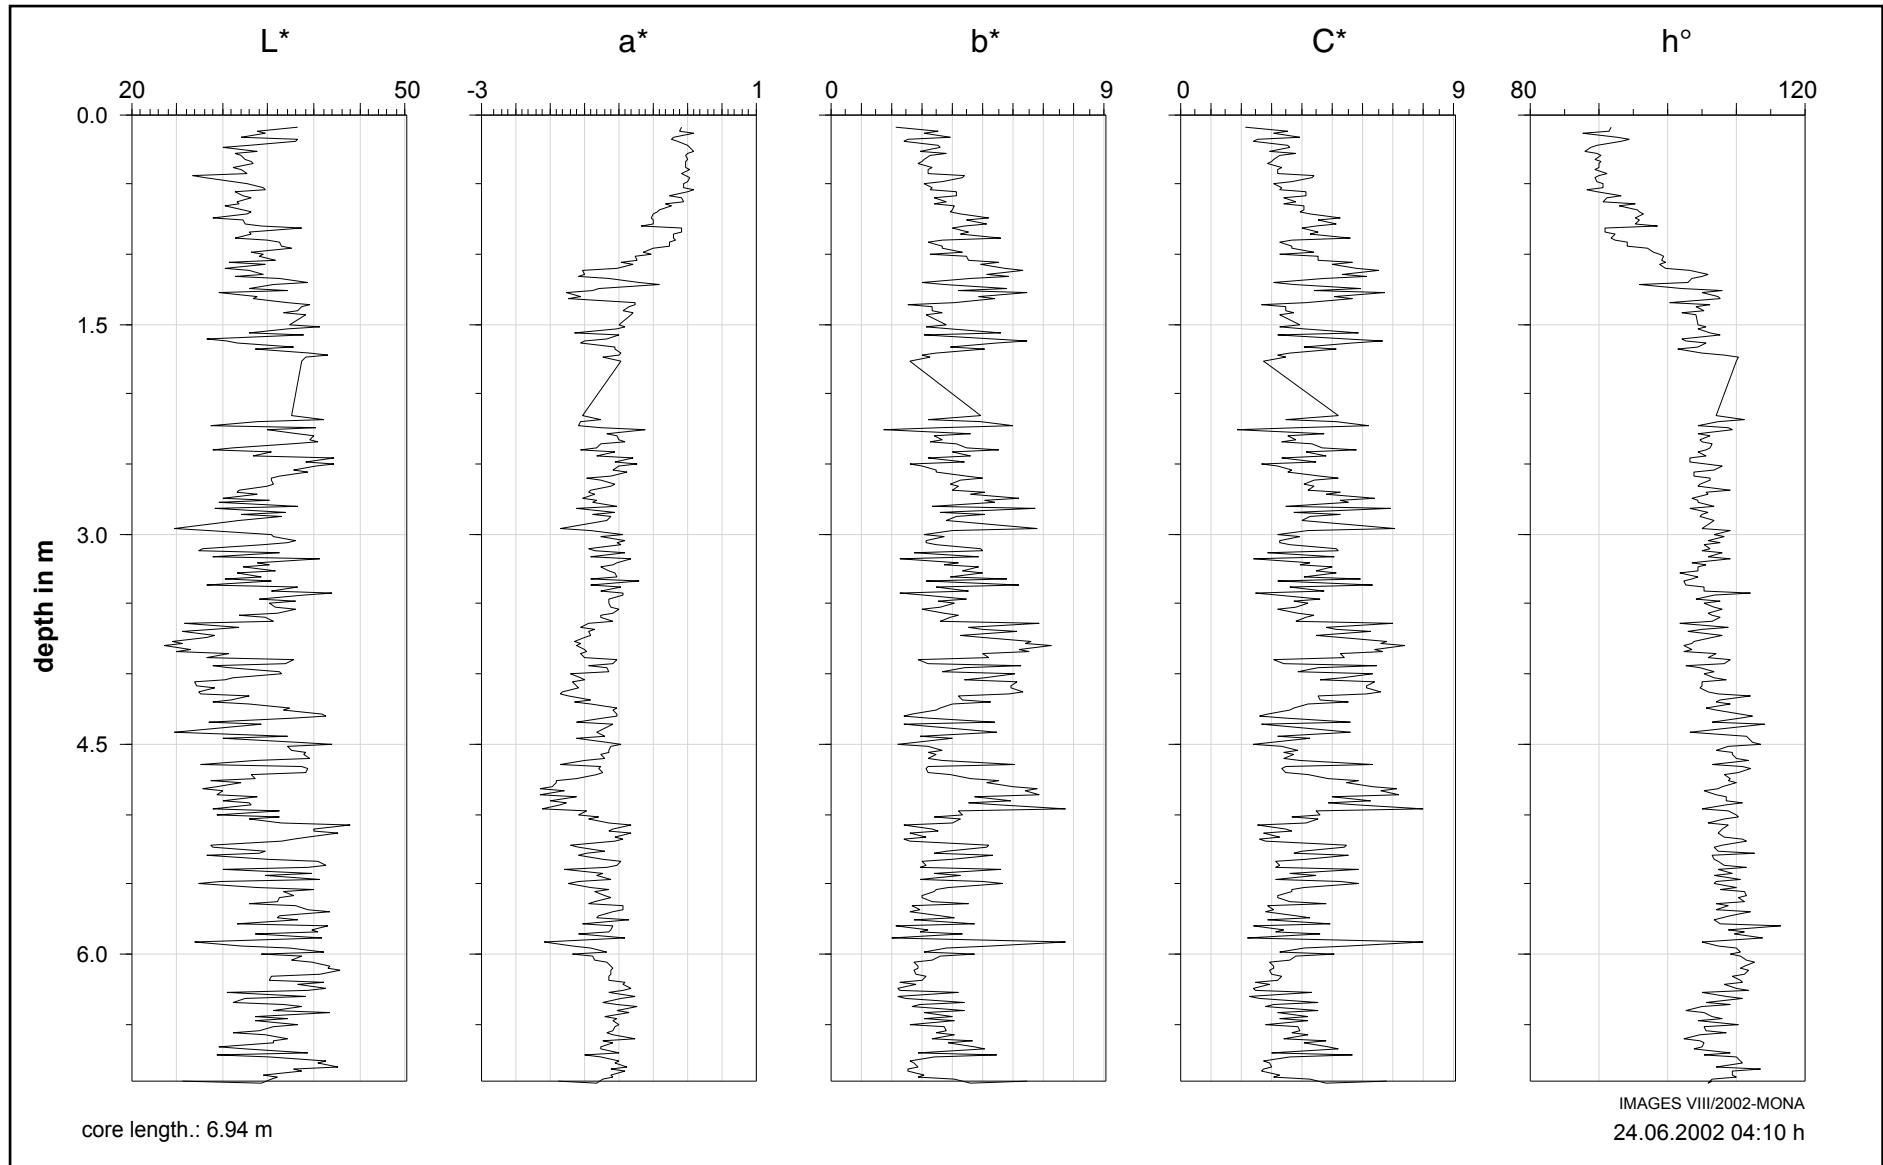 L* a* b* C* h°
20 50 -3 1 0 9 0 9 80 120
0.0
1.5
3.0
4.5
6.0
depth in m
core length.: 6.94 m
IMAGES VIII/2002-MONA
24.06.2002 04:10 h